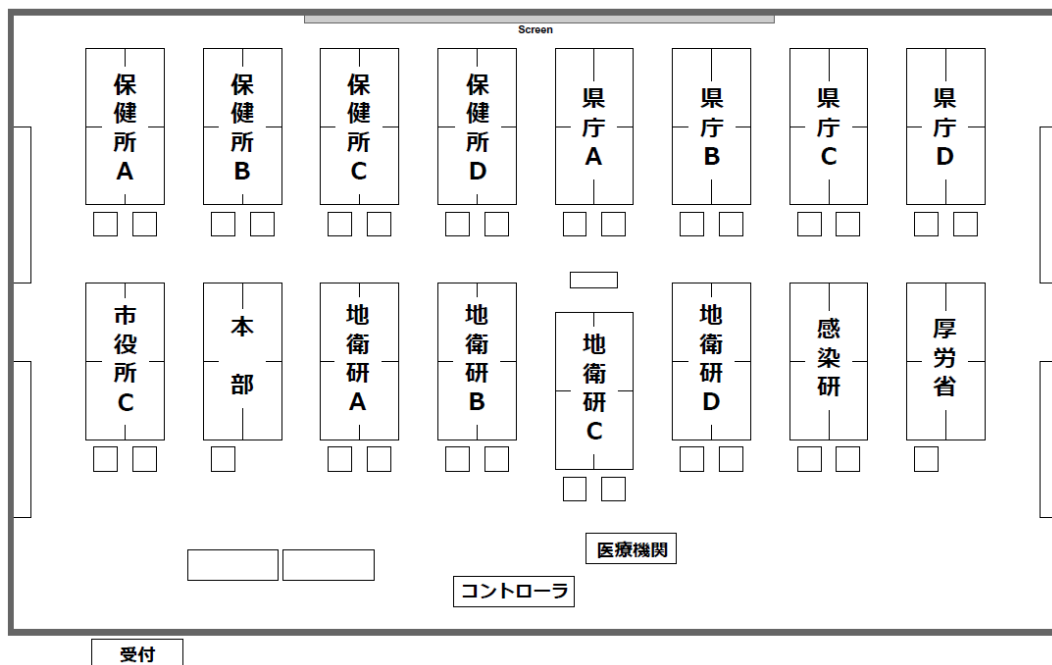 Screen
保健所A
保健所B
保健所C
保健所D
県庁A
県庁B
県庁C
県庁D
市役所C
本部
地衛研A
地衛研B
地衛研C
地衛研D
感染研
厚労省
医療機関
コントローラ
受付